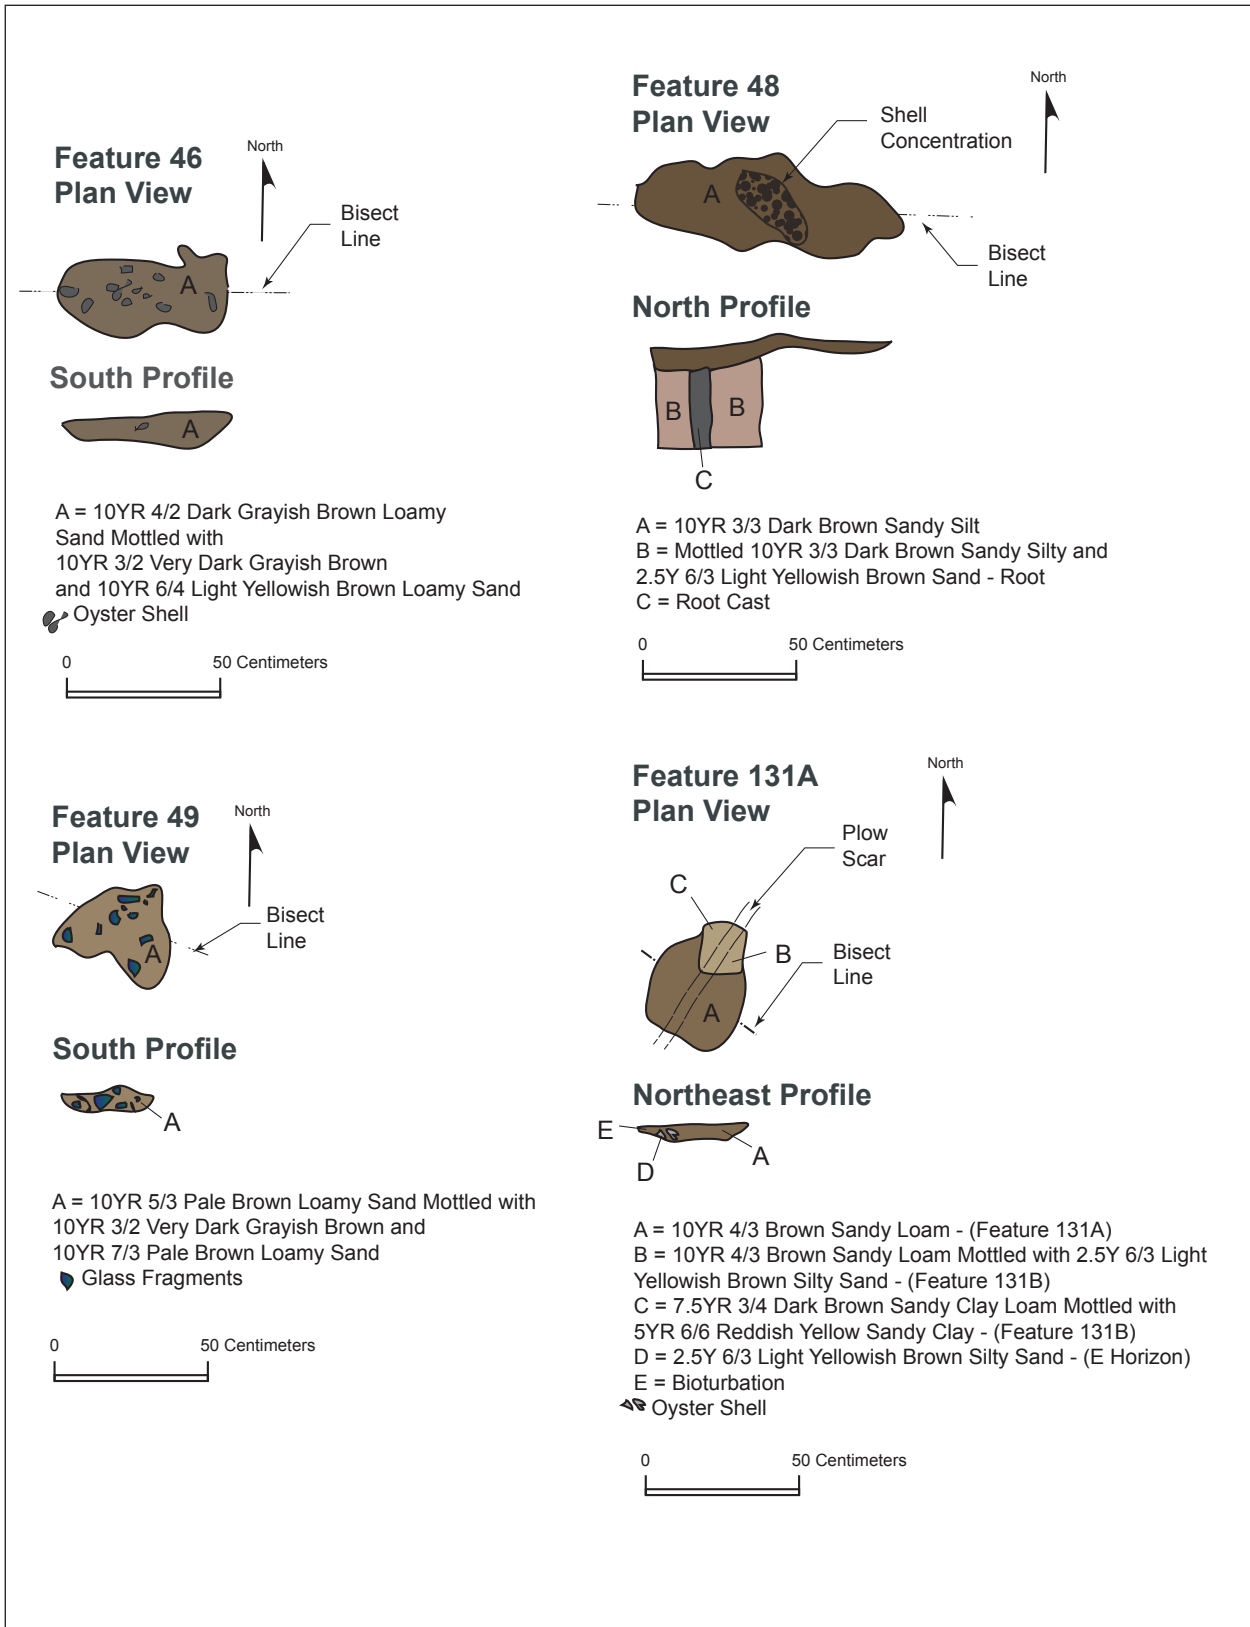 Feature 46
Plan View
North
Bisect
Line
A
South Profile
A
A = 10YR 4/2 Dark Grayish Brown Loamy
Sand Mottled with
10YR 3/2 Very Dark Grayish Brown
and 10YR 6/4 Light Yellowish Brown Loamy Sand
Oyster Shell
0
50 Centimeters
Feature 48
Plan View
North
Shell
Concentration
A
Bisect
Line
North Profile
B
B
C
A = 10YR 3/3 Dark Brown Sandy Silt
B = Mottled 10YR 3/3 Dark Brown Sandy Silty and
2.5Y 6/3 Light Yellowish Brown Sand - Root
C = Root Cast
0
50 Centimeters
Feature 49
Plan View
North
Bisect
Line
A
South Profile
A
A = 10YR 5/3 Pale Brown Loamy Sand Mottled with
10YR 3/2 Very Dark Grayish Brown and
10YR 7/3 Pale Brown Loamy Sand
Glass Fragments
0
50 Centimeters
Feature 131A
Plan View
North
Plow
Scar
C
B
Bisect
Line
A
Northeast Profile
E
D
A
A = 10YR 4/3 Brown Sandy Loam - (Feature 131A)
B = 10YR 4/3 Brown Sandy Loam Mottled with 2.5Y 6/3 Light
Yellowish Brown Silty Sand - (Feature 131B)
C = 7.5YR 3/4 Dark Brown Sandy Clay Loam Mottled with
5YR 6/6 Reddish Yellow Sandy Clay - (Feature 131B)
D = 2.5Y 6/3 Light Yellowish Brown Silty Sand - (E Horizon)
E = Bioturbation
Oyster Shell
0
50 Centimeters